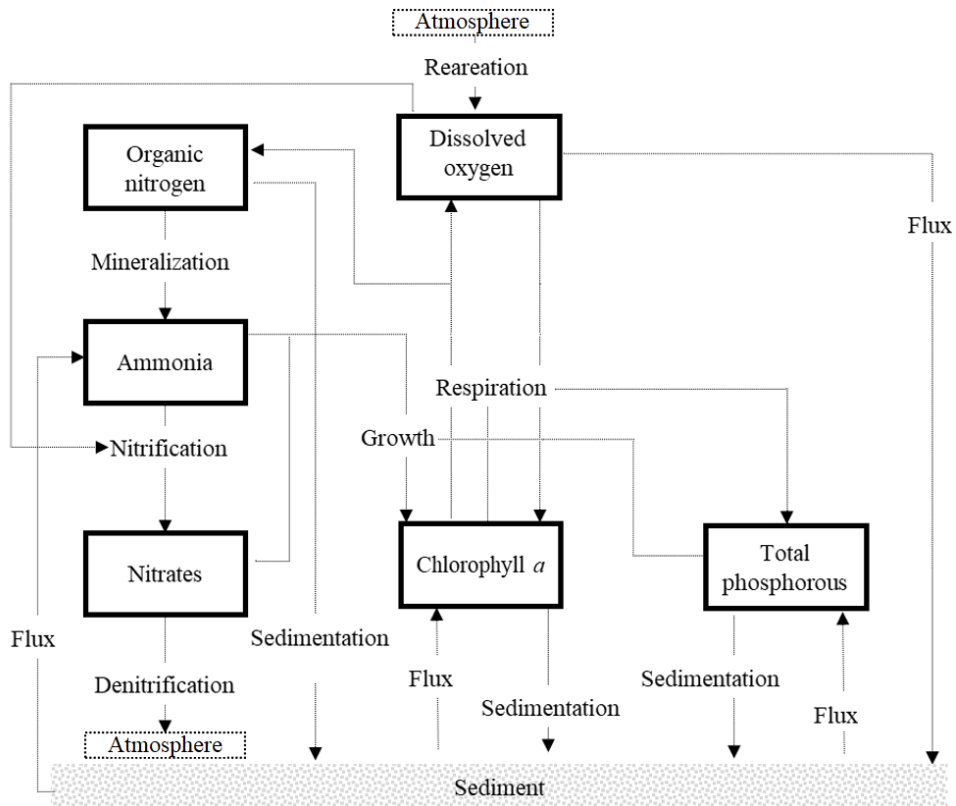 Atmosphere
Reareation
Dissolved
oxygen
Organic
nitrogen
Flux
Mineralization
Ammonia
Respiration
Growth
Nitrification
Nitrates
Chlorophyll a
Total
phosphorous
Flux
Sedimentation
Denitrification
Flux
Sedimentation
Sedimentation
Flux
Atmosphere
Sediment